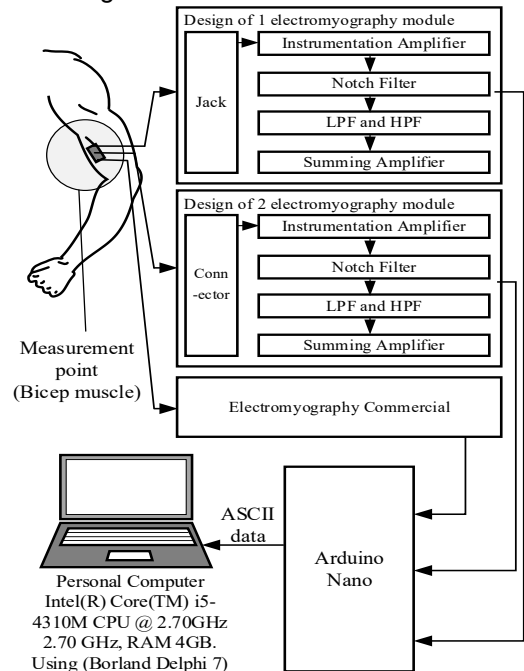 Design of 1 electromyography module
Jack
Instrumentation Amplifier
Notch Filter
LPF and HPF
Summing Amplifier
Design of 2 electromyography module
Conn
-ector
Instrumentation Amplifier
Notch Filter
LPF and HPF
Summing Amplifier
Measurement
point
(Bicep muscle)
Electromyography Commercial
ASCII
data
Arduino
Nano
Personal Computer
Intel(R) Core(TM) i5-
4310M CPU @ 2.70GHz
2.70 GHz, RAM 4GB.
Using (Borland Delphi 7)